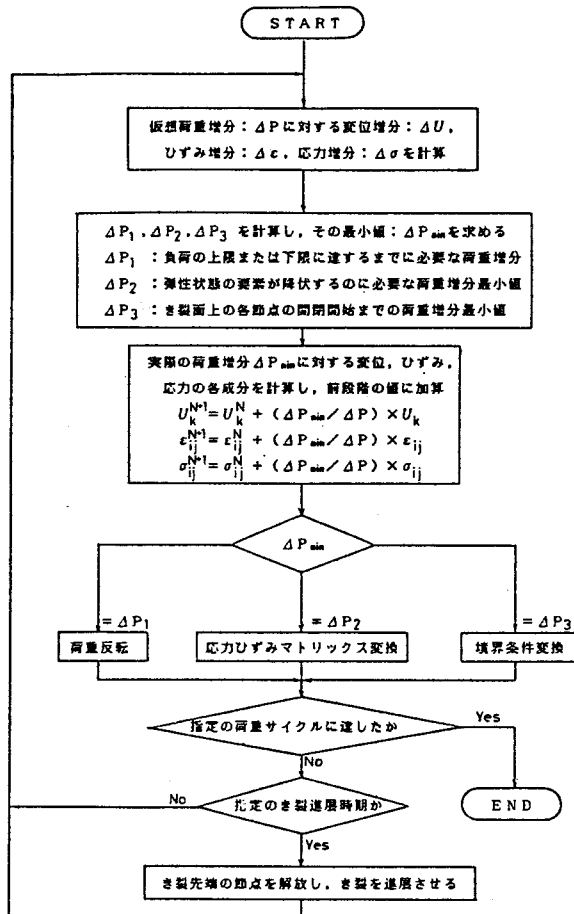 START
仮想荷重増分：ΔPに対する変位増分：ΔU，
ひずみ増分：Δε，応力増分：Δσを計算
ΔP₁，ΔP₂，ΔP₃ を計算し，その最小値：ΔPminを求める
ΔP₁ ：負荷の上限または下限に達するまでに必要な荷重増分
ΔP₂ ：弾性状態の要素が降伏するのに必要な荷重増分最小値
ΔP₃ ：き裂面上の各節点の開閉開始までの荷重増分最小値
実際の荷重増分ΔPminに対する変位，ひずみ，
応力の各成分を計算し，前段階の値に加算
U_k^{N+1} = U_k^N + (ΔPmin/ΔP) × U_k
ε_ij^{N+1} = ε_ij^N + (ΔPmin/ΔP) × ε_ij
σ_ij^{N+1} = σ_ij^N + (ΔPmin/ΔP) × σ_ij
ΔPmin
= ΔP₁
= ΔP₂
= ΔP₃
荷重反転
応力ひずみマトリックス変換
境界条件変換
指定の荷重サイクルに達したか
Yes
No
END
指定のき裂進展時期か
No
Yes
き裂先端の節点を解放し，き裂を進展させる